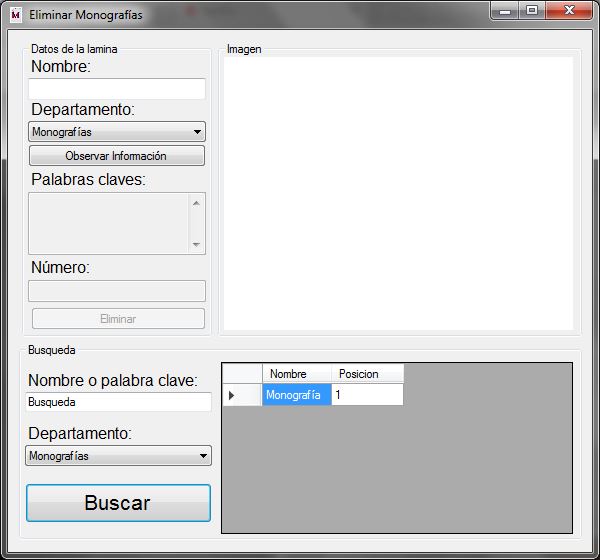 Eliminar Monografías
Datos de la lamina
Nombre:
Departamento:
Monografías
Observar Información
Palabras claves:
Número:
Eliminar
Imagen
Busqueda
Nombre o palabra clave:
Busqueda
Departamento:
Monografías
Buscar
Nombre Posicion
Monografía 1